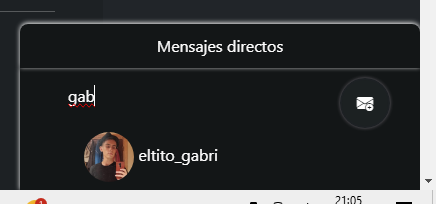 Mensajes directos
gab
eltito_gabri
21:05